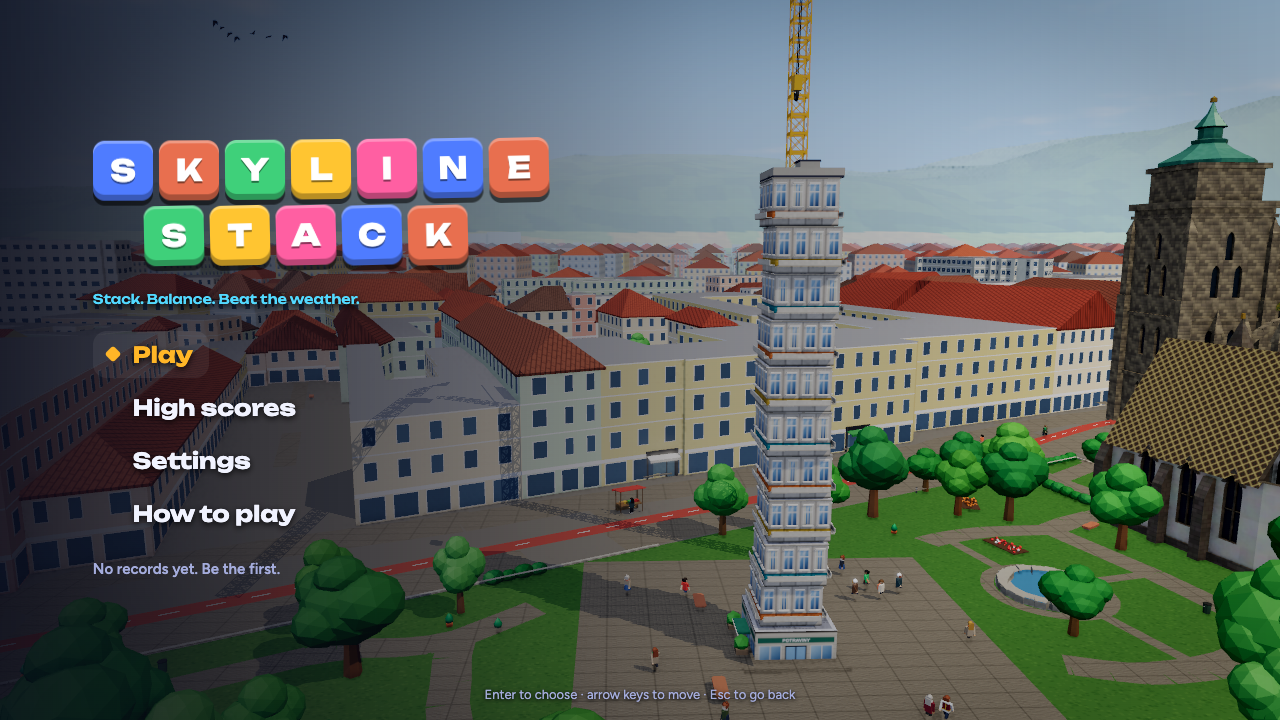 SKYLINE
STACK
Stack. Balance. Beat the weather.
Play
High scores
Settings
How to play
No records yet. Be the first.
POTRAVINY
Enter to choose · arrow keys to move · Esc to go back